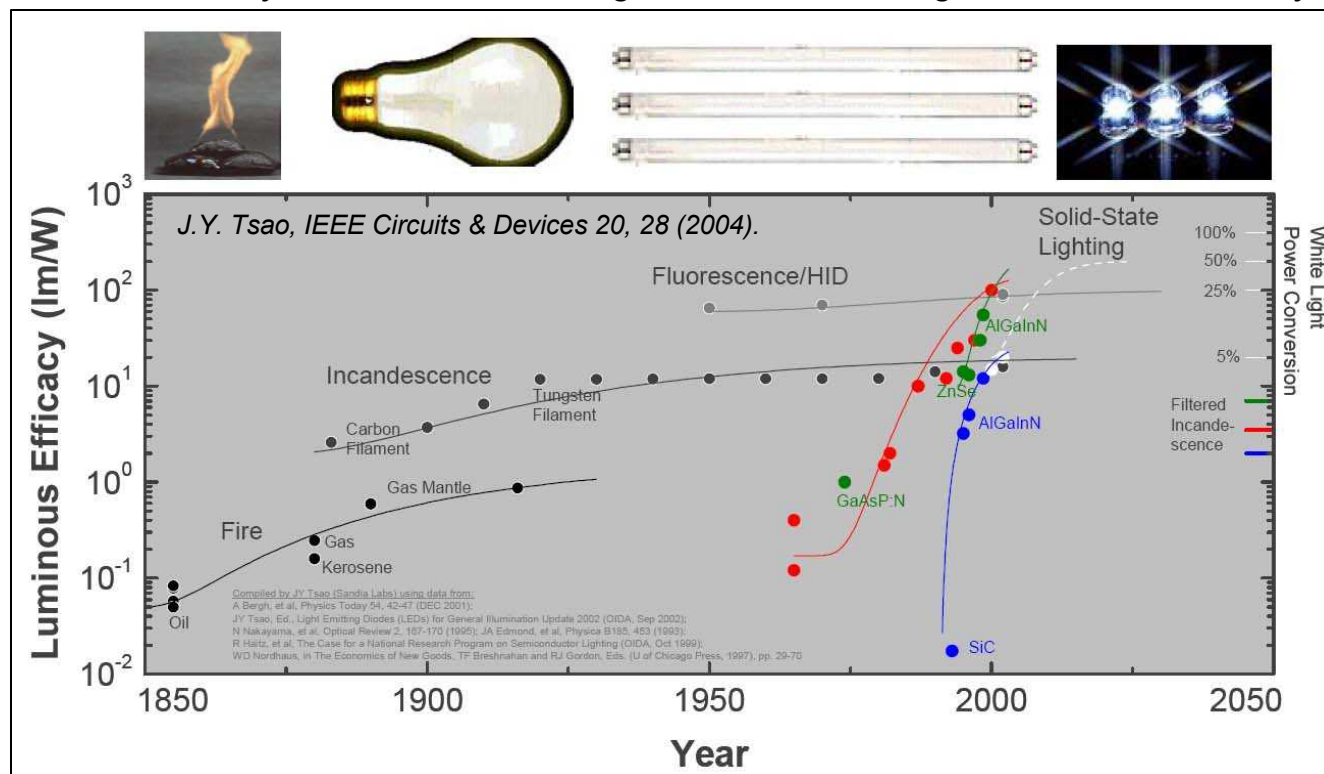 J.Y. Tsao, IEEE Circuits & Devices 20, 28 (2004).
Solid-State
Lighting
Fluorescence/HID
Incandescence
Carbon
Filament
Tungsten
Filament
Fire
Gas Mantle
Gas
Kerosene
Oil
AlGaInN
ZnSe
AlGaInN
GaAsP:N
SiC
Filtered
Incande-
scence
100%
50%
25%
5%
White Light
Power Conversion
Luminous Efficacy (lm/W)
10³
10²
10¹
10⁰
10⁻¹
10⁻²
Compiled by JY Tsao (Sandia Labs) using data from:
A Bergh, et al, Physics Today 54, 42-47 (DEC 2001);
JY Tsao, Ed., Light Emitting Diodes (LEDs) for General Illumination Update 2002 (OIDA, Sep 2002);
N Nakayama, et al, Optical Review 2, 167-170 (1995); JA Edmond, et al, Physica B185, 453 (1993);
R Haitz, et al, The Case for a National Research Program on Semiconductor Lighting (OIDA, Oct 1999);
WD Nordhaus, in The Economics of New Goods, TF Breshnahan and RJ Gordon, Eds. (U of Chicago Press, 1997), pp. 29-70
1850 1900 1950 2000 2050
Year